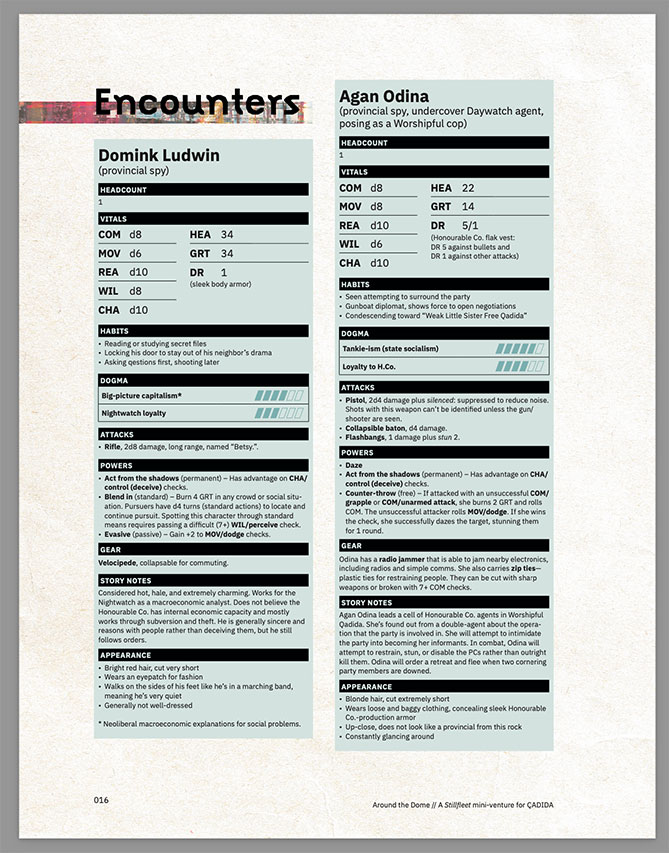 Encounters
Domink Ludwin
(provincial spy)
HEADCOUNT
1
VITALS
COM d8 HEA 34
MOV d6 GRT 34
REA d10 DR 1
(sleek body armor)
WIL d8
CHA d10
HABITS
• Reading or studying secret files
• Locking his door to stay out of his neighbor's drama
• Asking qestions first, shooting later
DOGMA
Big-picture capitalism*
Nightwatch loyalty
ATTACKS
• Rifle, 2d8 damage, long range, named “Betsy.”.
POWERS
• Act from the shadows (permanent) – Has advantage on CHA/
control (deceive) checks.
• Blend in (standard) – Burn 4 GRT in any crowd or social situ-
ation. Pursuers have d4 turns (standard actions) to locate and
continue pursuit. Spotting this character through standard
means requires passing a difficult (7+) WIL/perceive check.
• Evasive (passive) – Gain +2 to MOV/dodge checks.
GEAR
Velocipede, collapsable for commuting.
STORY NOTES
Considered hot, hale, and extremely charming. Works for the
Nightwatch as a macroeconomic analyst. Does not believe the
Honourable Co. has internal economic capacity and mostly
works through subversion and theft. He is generally sincere and
reasons with people rather than deceiving them, but he still
follows orders.
APPEARANCE
• Bright red hair, cut very short
• Wears an eyepatch for fashion
• Walks on the sides of his feet like he's in a marching band,
meaning he's very quiet
• Generally not well-dressed
* Neoliberal macroeconomic explanations for social problems.
Agan Odina
(provincial spy, undercover Daywatch agent,
posing as a Worshipful cop)
HEADCOUNT
1
VITALS
COM d8 HEA 22
MOV d8 GRT 14
REA d10 DR 5/1
(Honourable Co. flak vest:
DR 5 against bullets and
DR 1 against other attacks)
WIL d6
CHA d10
HABITS
• Seen attempting to surround the party
• Gunboat diplomat, shows force to open negotiations
• Condescending toward “Weak Little Sister Free Qadida”
DOGMA
Tankie-ism (state socialism)
Loyalty to H.Co.
ATTACKS
• Pistol, 2d4 damage plus silenced: suppressed to reduce noise.
Shots with this weapon can't be identified unless the gun/
shooter are seen.
• Collapsible baton, d4 damage.
• Flashbangs, 1 damage plus stun 2.
POWERS
• Daze
• Act from the shadows (permanent) – Has advantage on CHA/
control (deceive) checks.
• Counter-throw (free) – If attacked with an unsuccessful COM/
grapple or COM/unarmed attack, she burns 2 GRT and rolls
COM. The unsuccessful attacker rolls MOV/dodge. If she wins
the check, she successfully dazes the target, stunning them
for 1 round.
GEAR
Odina has a radio jammer that is able to jam nearby electronics,
including radios and simple comms. She also carries zip ties—
plastic ties for restraining people. They can be cut with sharp
weapons or broken with 7+ COM checks.
STORY NOTES
Agan Odina leads a cell of Honourable Co. agents in Worshipful
Qadida. She's found out from a double-agent about the opera-
tion that the party is involved in. She will attempt to intimidate
the party into becoming her informants. In combat, Odina will
attempt to restrain, stun, or disable the PCs rather than outright
kill them. Odina will order a retreat and flee when two cornering
party members are downed.
APPEARANCE
• Blonde hair, cut extremely short
• Wears loose and baggy clothing, concealing sleek Honourable
Co.-production armor
• Up-close, does not look like a provincial from this rock
• Constantly glancing around
016
Around the Dome // A Stillfleet mini-venture for ÇADIDA